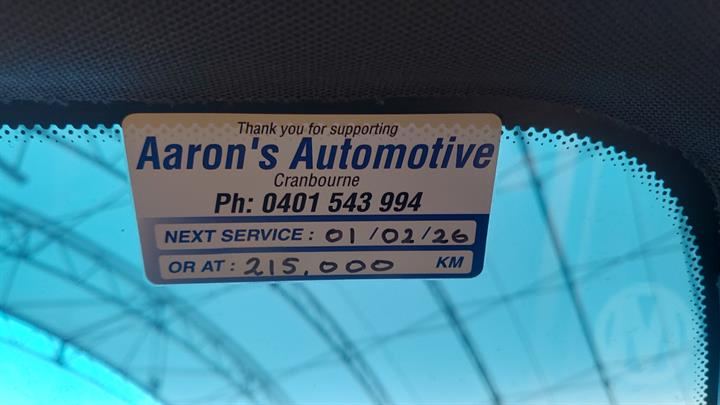 Thank you for supporting
Aaron's Automotive
Cranbourne
Ph: 0401 543 994
NEXT SERVICE: 01/02/26
OR AT: 215,000 KM
M